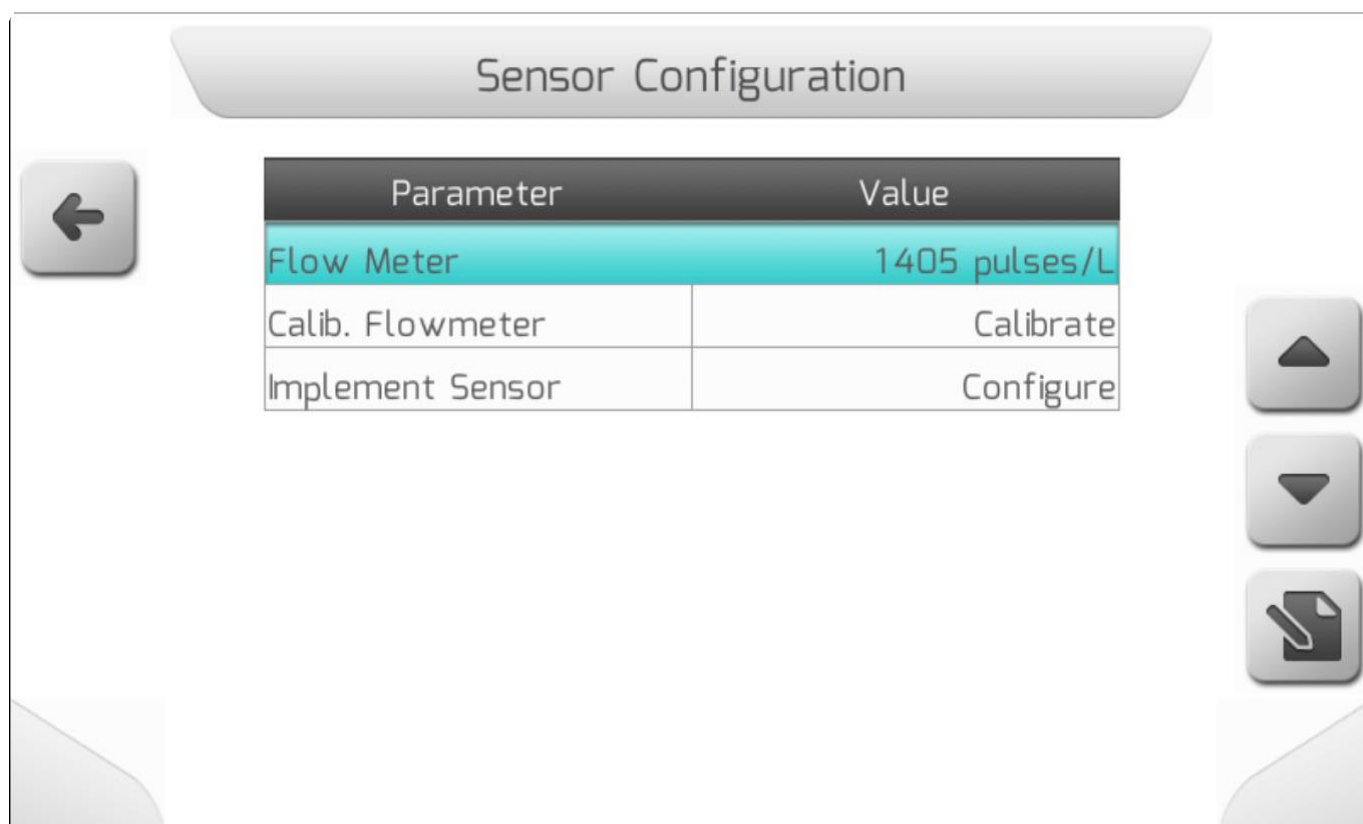 Sensor Configuration
Parameter Value
Flow Meter 1405 pulses/L
Calib. Flowmeter Calibrate
Implement Sensor Configure